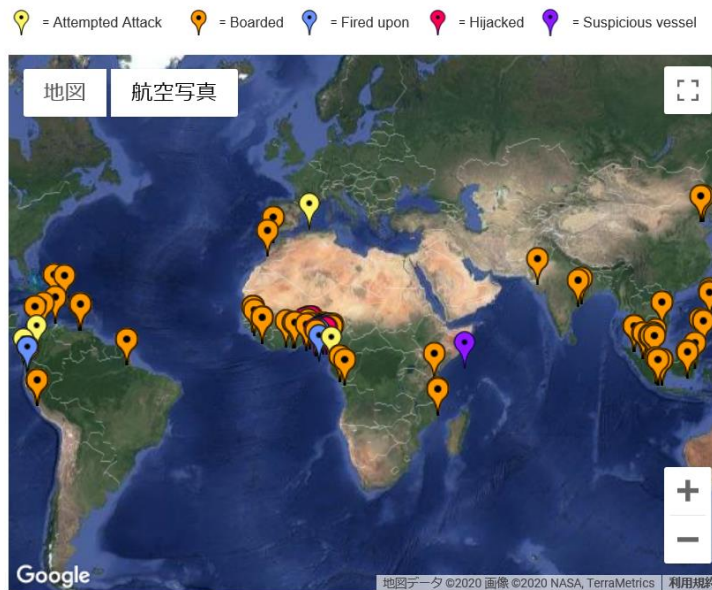 = Attempted Attack = Boarded = Fired upon = Hijacked = Suspicious vessel
地図 航空写真
Google
地図データ ©2020 画像 ©2020 NASA, TerraMetrics 利用規約